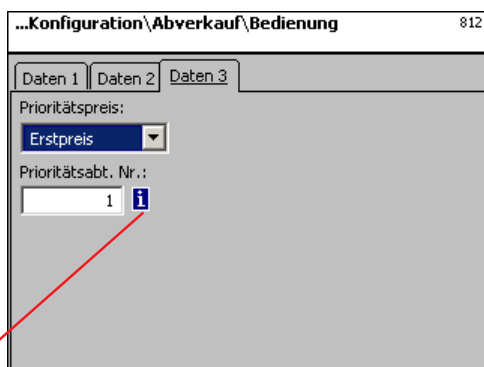 ...Konfiguration\Abverkauf\Bedienung 812
Daten 1 Daten 2 Daten 3
Prioritätspreis:
Erstpreis
Prioritätsabt. Nr.:
1 i